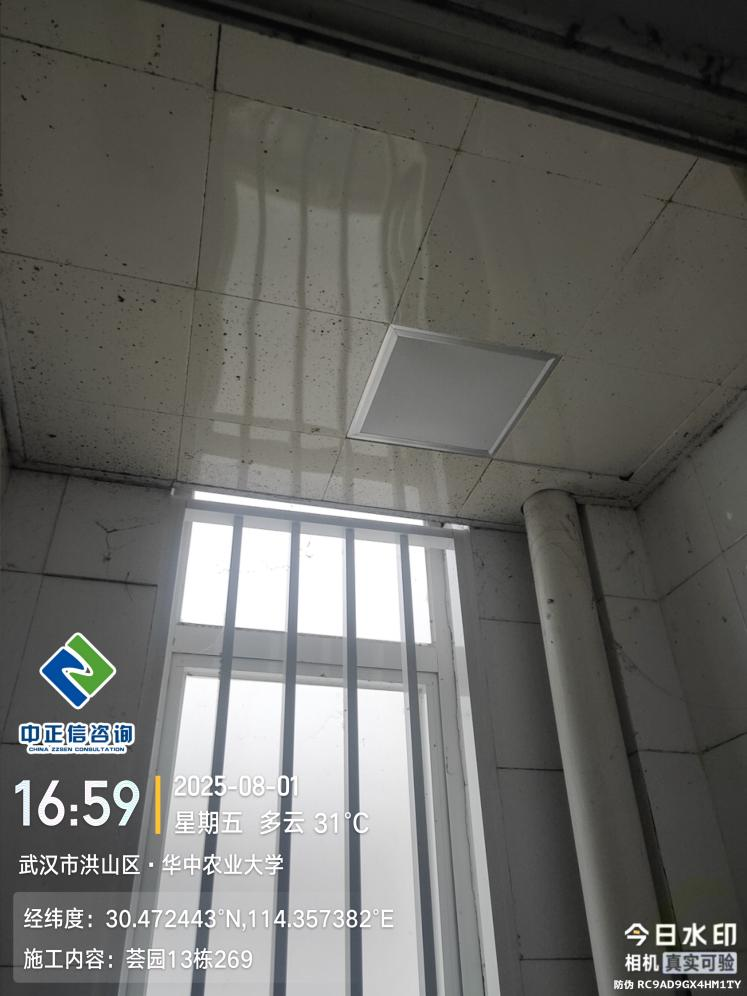 中正信咨询
CHINA ZZSEN CONSULTATION
16:59
2025-08-01
星期五 多云 31℃
武汉市洪山区·华中农业大学
经纬度：30.472443°N,114.357382°E
施工内容：荟园13栋269
今日水印
相机 真实可验
防伪 RC9AD9GX4HM1TY